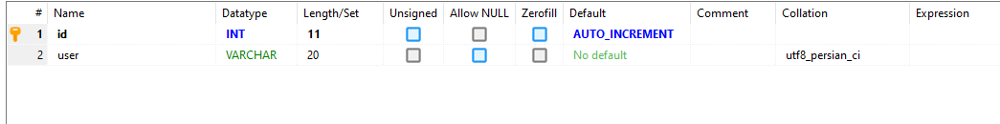 # Name Datatype Length/Set Unsigned Allow NULL Zerofill Default Comment Collation Expression
1 id INT 11 AUTO_INCREMENT
2 user VARCHAR 20 No default utf8_persian_ci